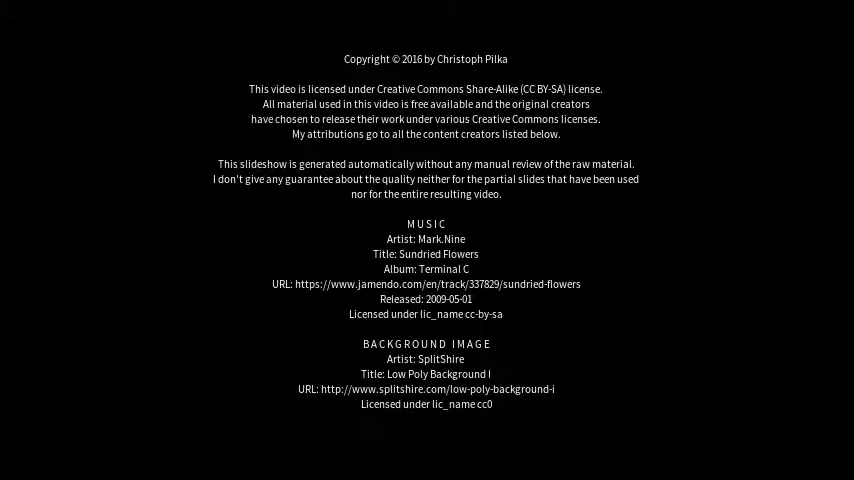 Copyright © 2016 by Christoph Pilka
This video is licensed under Creative Commons Share-Alike (CC BY-SA) license.
All material used in this video is free available and the original creators
have chosen to release their work under various Creative Commons licenses.
My attributions go to all the content creators listed below.
This slideshow is generated automatically without any manual review of the raw material.
I don't give any guarantee about the quality neither for the partial slides that have been used
nor for the entire resulting video.
MUSIC
Artist: Mark.Nine
Title: Sundried Flowers
Album: Terminal C
URL: https://www.jamendo.com/en/track/337829/sundried-flowers
Released: 2009-05-01
Licensed under lic_name cc-by-sa
BACKGROUND IMAGE
Artist: SplitShire
Title: Low Poly Background I
URL: http://www.splitshire.com/low-poly-background-i
Licensed under lic_name cc0